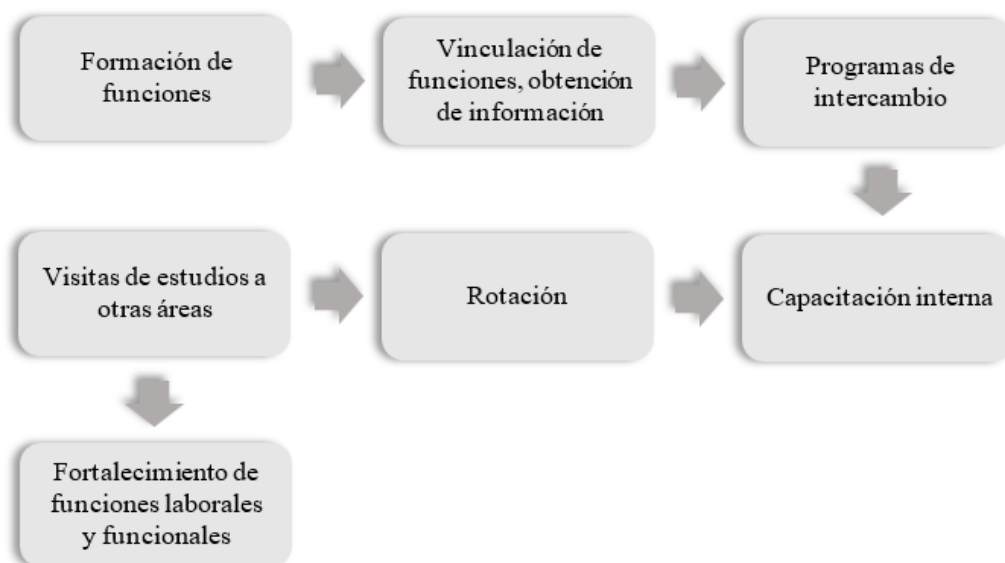 Formación de
funciones
Vinculación de
funciones, obtención
de información
Programas de
intercambio
Visitas de estudios a
otras áreas
Rotación
Capacitación interna
Fortalecimiento de
funciones laborales
y funcionales